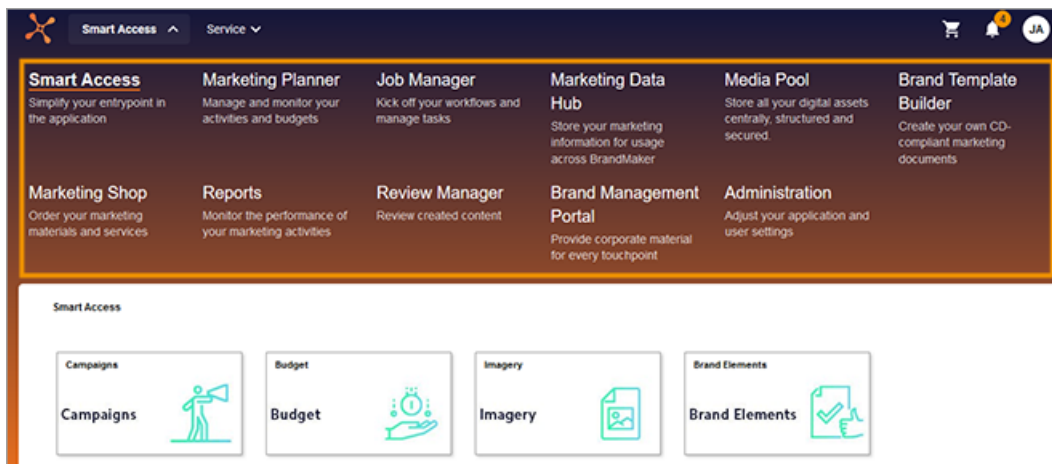 Smart Access
Service
4
JA
Smart Access
Simplify your entrypoint in
the application
Marketing Planner
Manage and monitor your
activities and budgets
Job Manager
Kick off your workflows and
manage tasks
Marketing Data
Hub
Store your marketing
information for usage
across BrandMaker
Media Pool
Store all your digital assets
centrally, structured and
secured.
Brand Template
Builder
Create your own CD-
compliant marketing
documents
Marketing Shop
Order your marketing
materials and services
Reports
Monitor the performance of
your marketing activities
Review Manager
Review created content
Brand Management
Portal
Provide corporate material
for every touchpoint
Administration
Adjust your application and
user settings
Smart Access
Campaigns
Campaigns
Budget
Budget
Imagery
Imagery
Brand Elements
Brand Elements